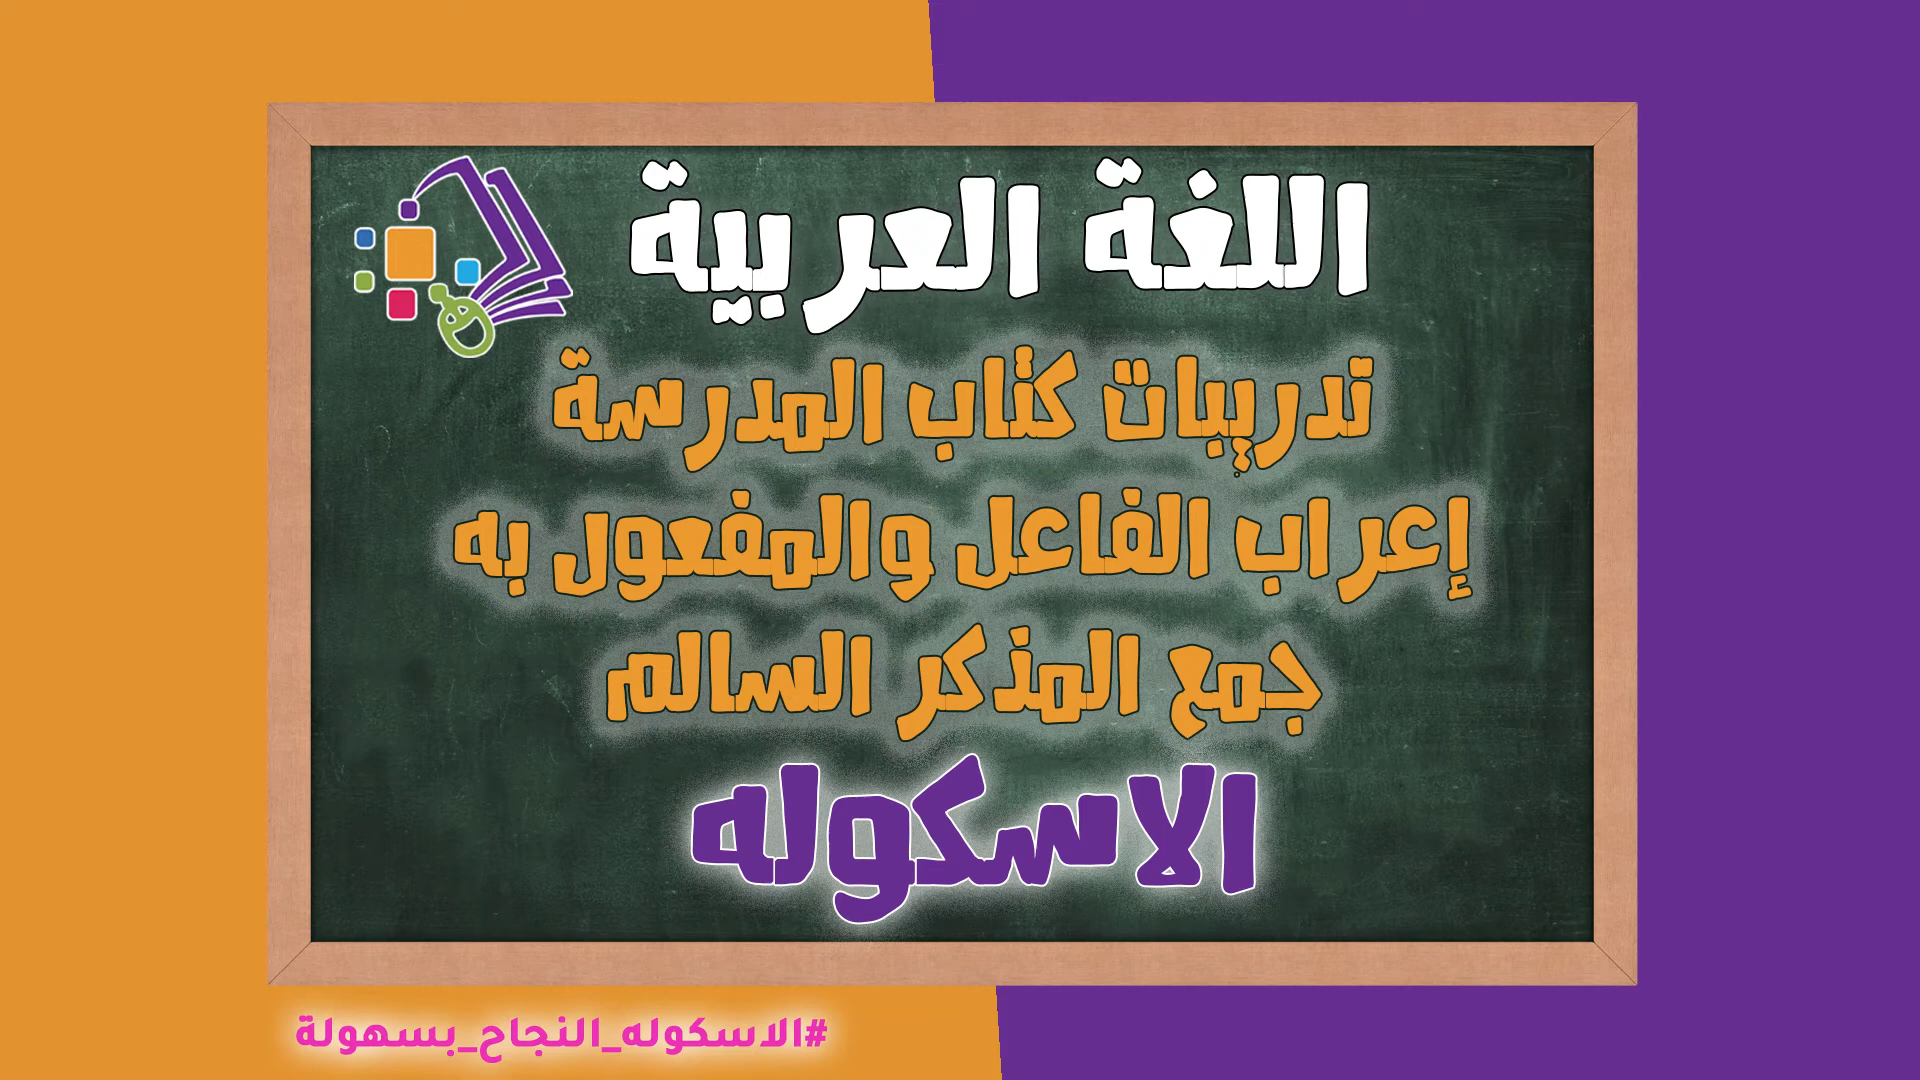 اللغة العربية
تدريبات كتاب المدرسة
إعراب الفاعل والمفعول به
جمع المذكر السالم
الاسكوله
#الاسكوله_النجاح_بسهولة